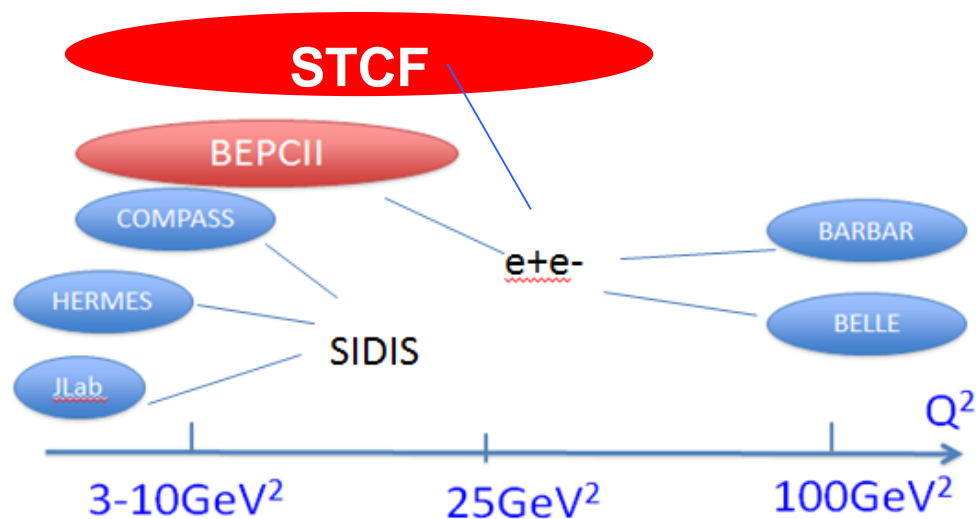 STCF
BEPCII
COMPASS
BARBAR
e+e-
HERMES
BELLE
SIDIS
JLab
Q²
3-10GeV²
25GeV²
100GeV²